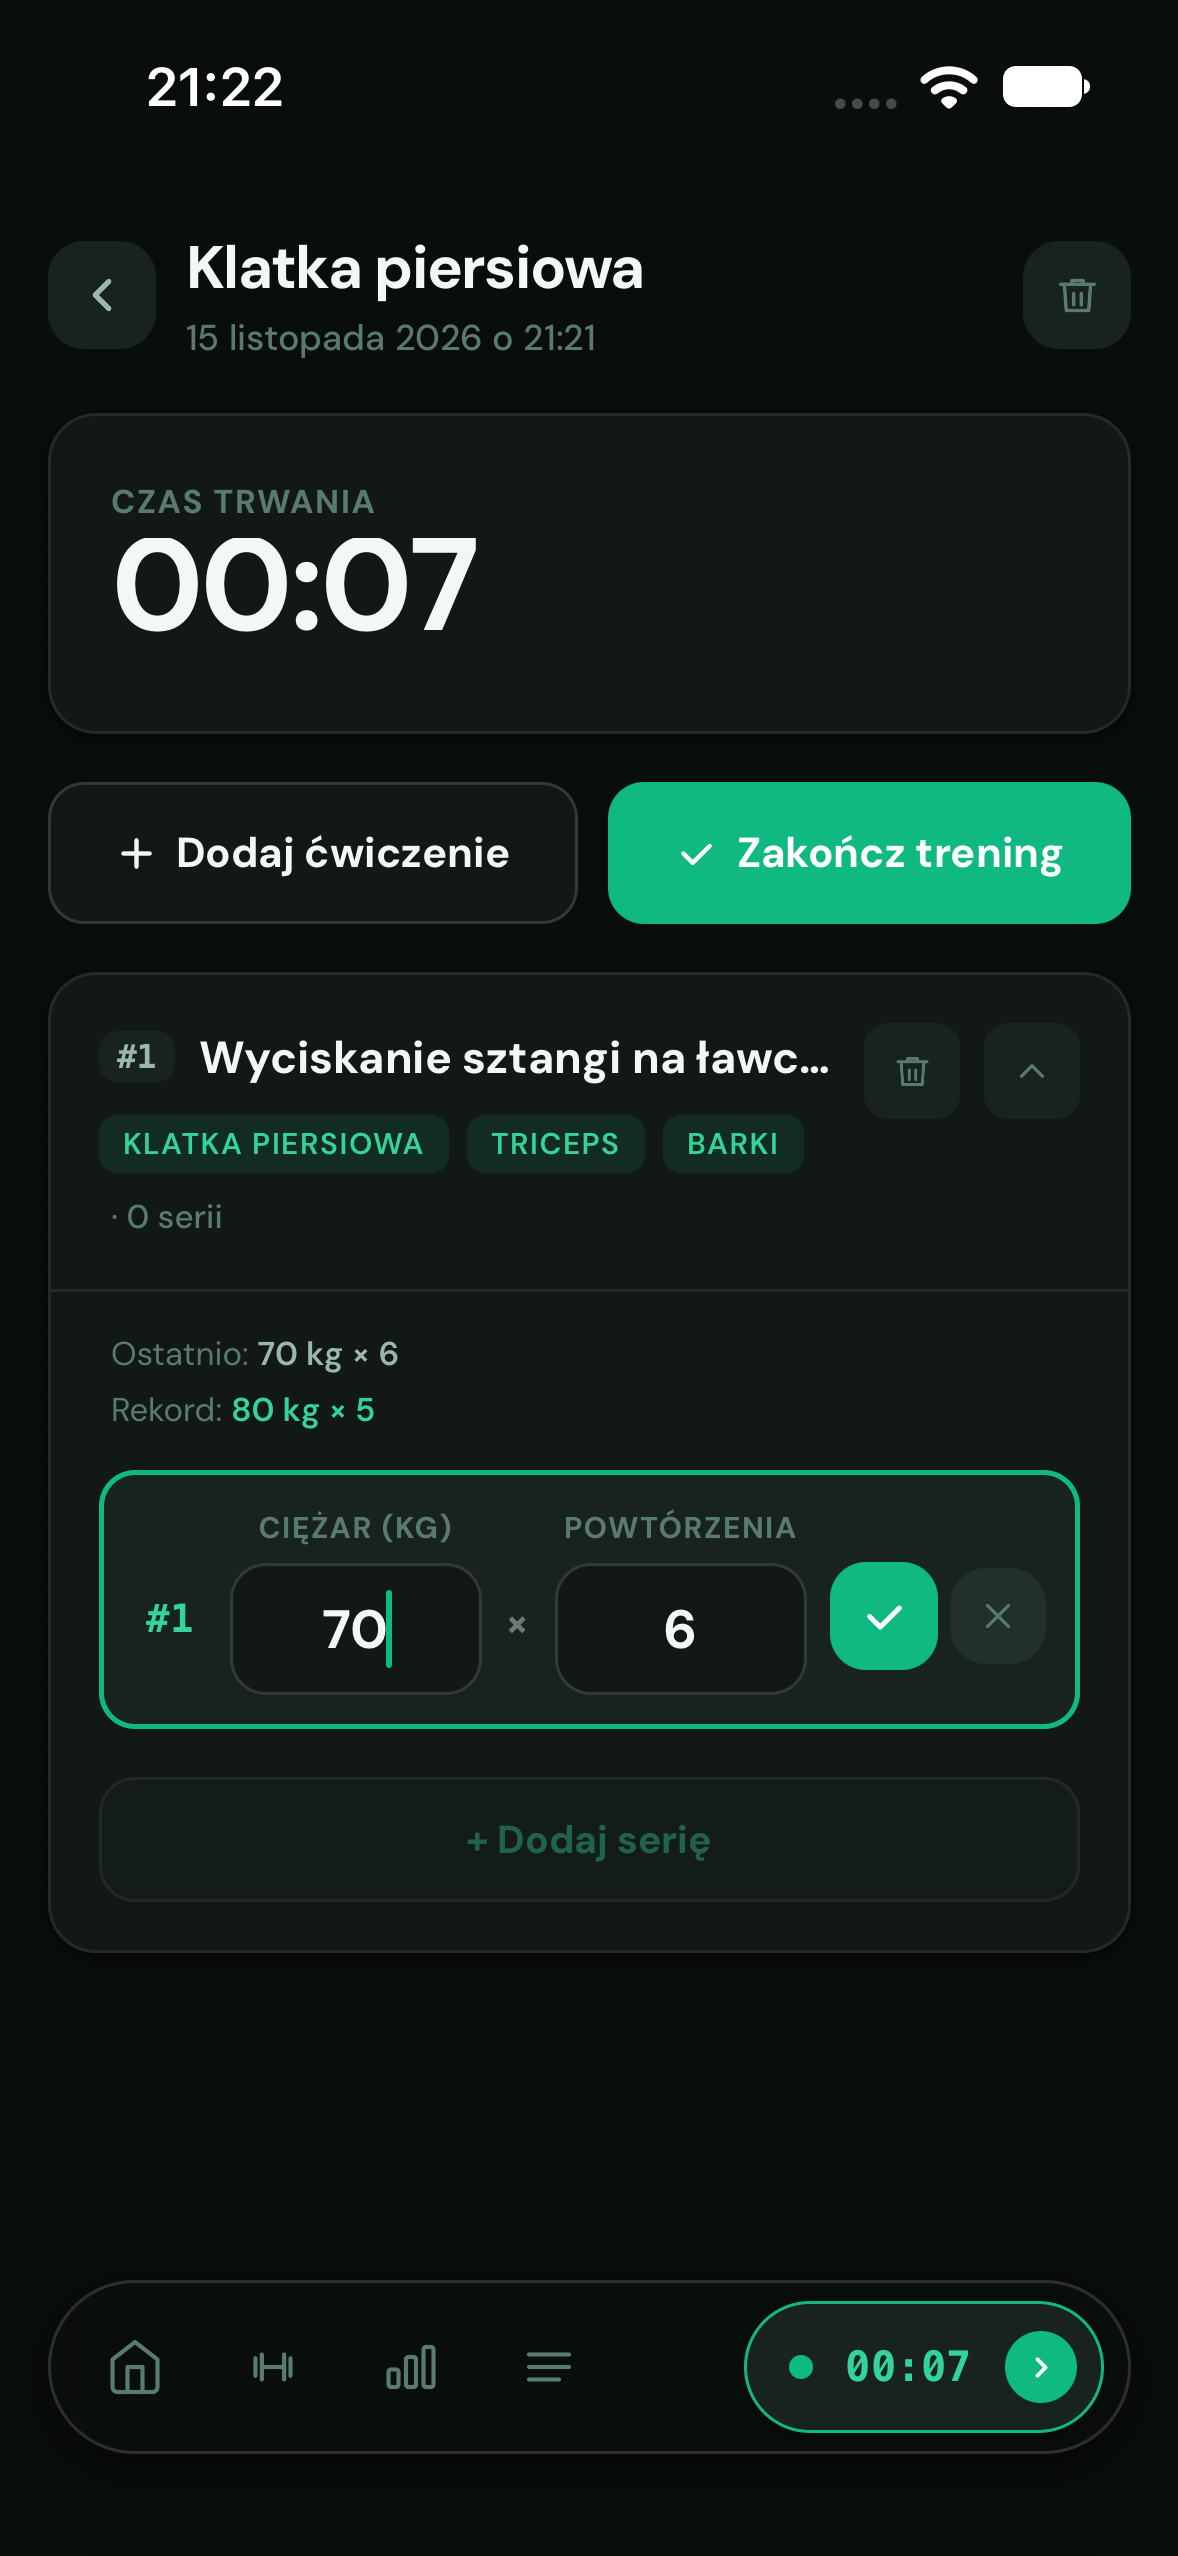 21:22
Klatka piersiowa
15 listopada 2026 o 21:21
CZAS TRWANIA
00:07
+ Dodaj ćwiczenie
Zakończ trening
#1 Wyciskanie sztangi na ławc...
KLATKA PIERSIOWA TRICEPS BARKI
· 0 serii
Ostatnio: 70 kg × 6
Rekord: 80 kg × 5
CIĘŻAR (KG) POWTÓRZENIA
#1 70 × 6
+ Dodaj serię
00:07